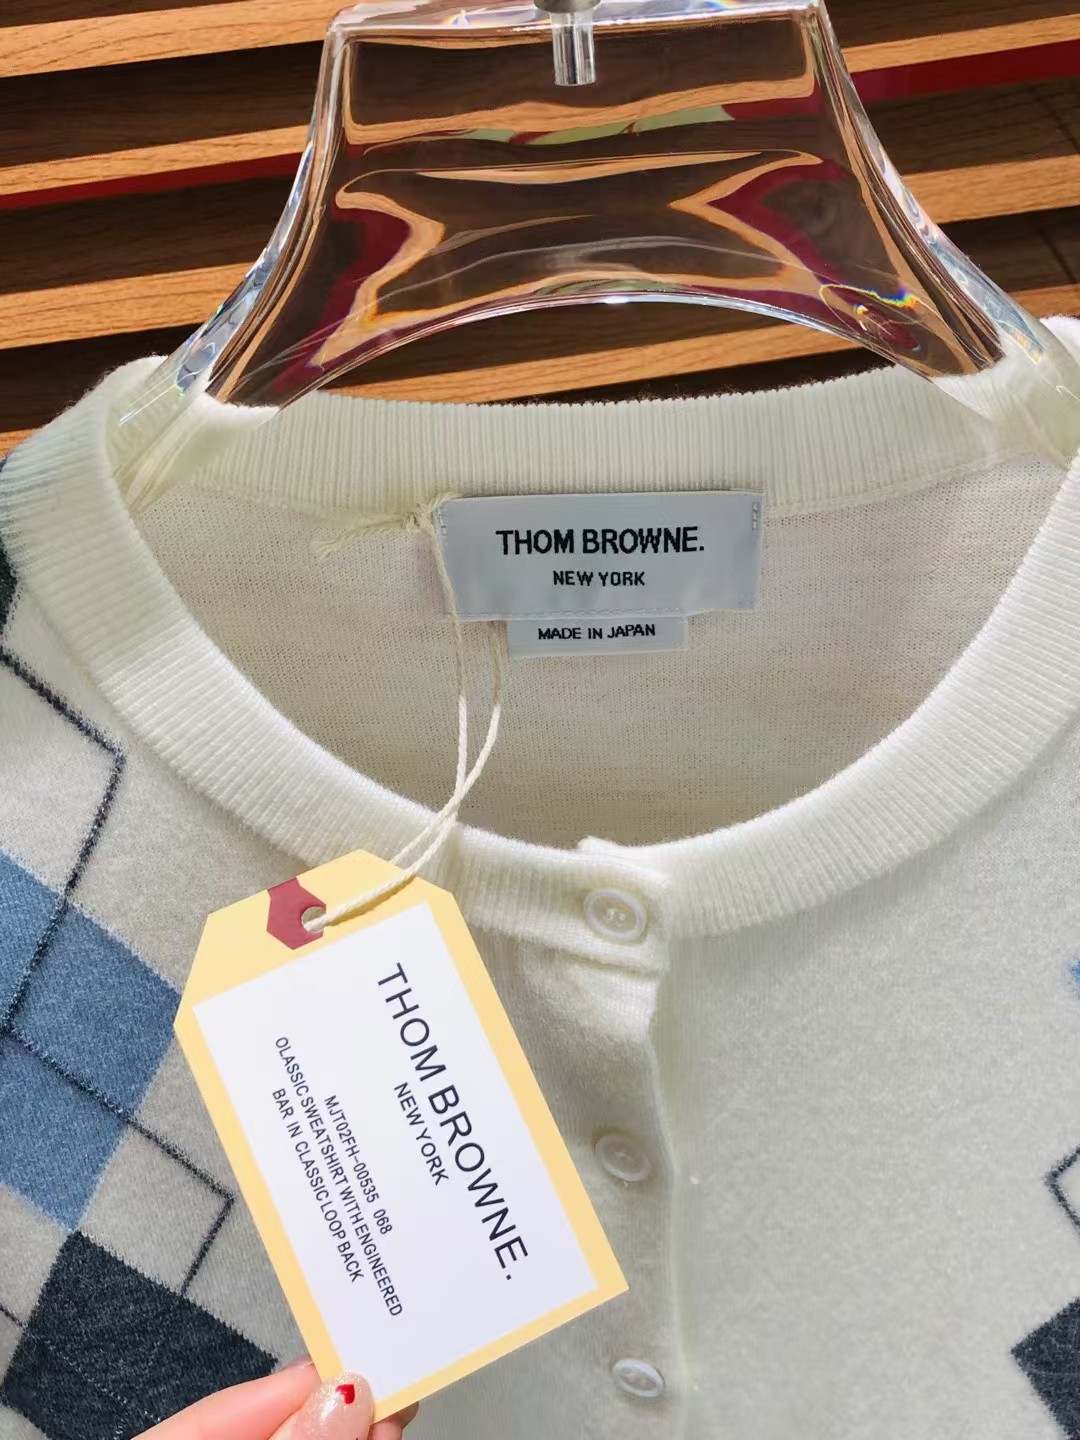 THOM BROWNE.
NEW YORK
MADE IN JAPAN
THOM BROWNE.
NEW YORK
MJT02FH-00535 068
OLASSIC SWEATSHIRT WITH ENGINEERED
BAR IN CLASSIC LOOP BACK